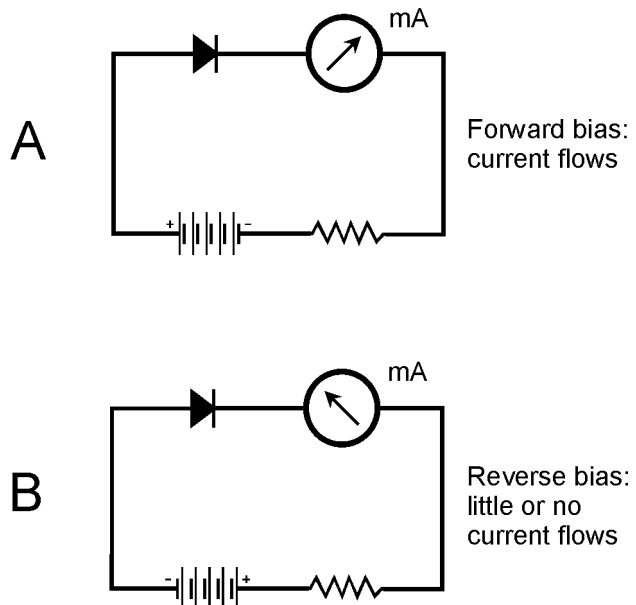 mA
A
Forward bias:
current flows
+ -
mA
B
Reverse bias:
little or no
current flows
- +